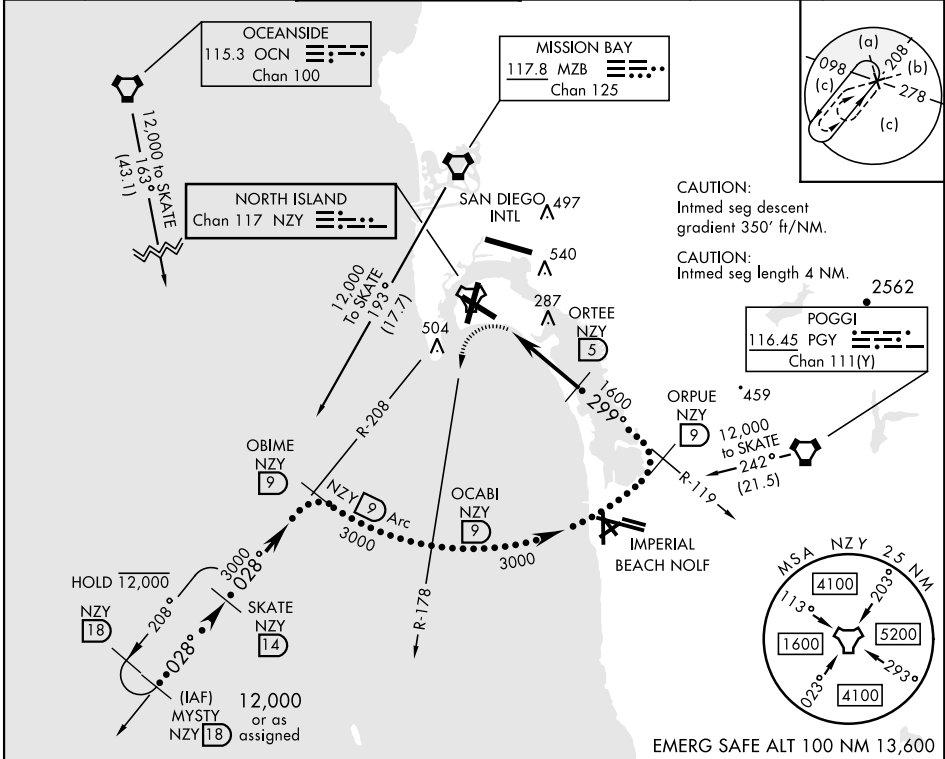 OCEANSIDE
115.3 OCN
Chan 100
MISSION BAY
117.8 MZB
Chan 125
(a)
208
098
(b)
(c)
278
(c)
12,000 to SKATE
163°
(43.1)
NORTH ISLAND
Chan 117 NZY
SAN DIEGO
INTL
497
540
287
504
CAUTION:
Intmed seg descent
gradient 350' ft/NM.
CAUTION:
Intmed seg length 4 NM.
2562
12,000
To SKATE
193°
(17.7)
ORTEE
NZY
5
POGGI
116.45 PGY
Chan 111(Y)
1600
299°
ORPUE
NZY
9
459
12,000
to SKATE
242°
(21.5)
R-208
R-119
OBIME
NZY
9
NZY 9 Arc
3000
OCABI
NZY
9
3000
IMPERIAL
BEACH NOLF
R-178
HOLD 12,000
NZY
18
208°
3000
028°
028°
SKATE
NZY
14
(IAF)
MYSTY
NZY 18
12,000
or as
assigned
MSA NZY 25 NM
4100
113°
203°
1600
5200
023°
293°
4100
EMERG SAFE ALT 100 NM 13,600